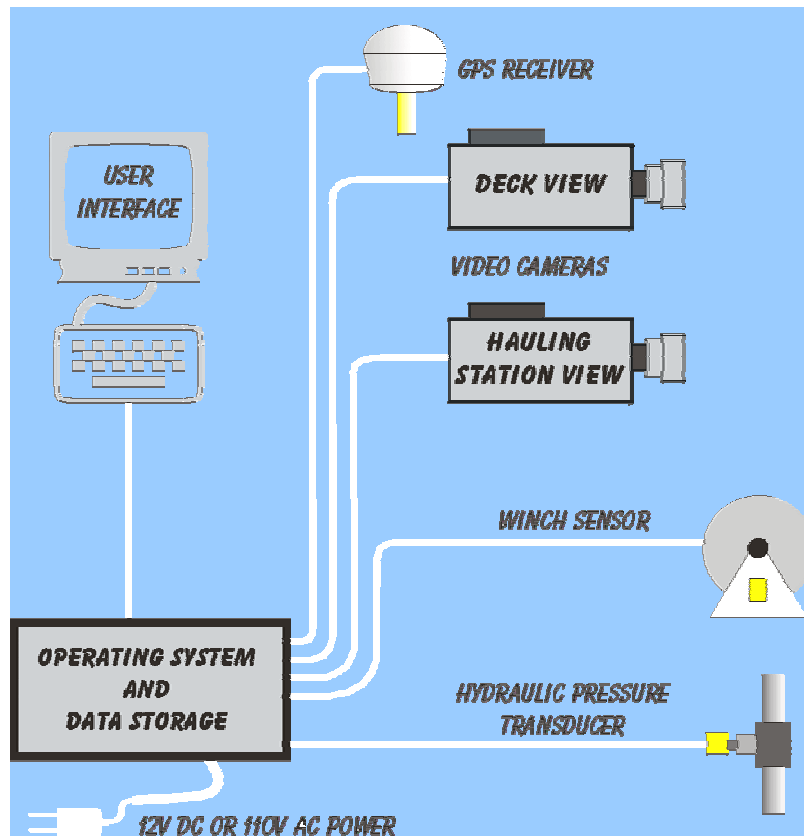 GPS RECEIVER
USER
INTERFACE
DECK VIEW
VIDEO CAMERAS
HAULING
STATION VIEW
WINCH SENSOR
OPERATING SYSTEM
AND
DATA STORAGE
HYDRAULIC PRESSURE
TRANSDUCER
12V DC OR 110V AC POWER